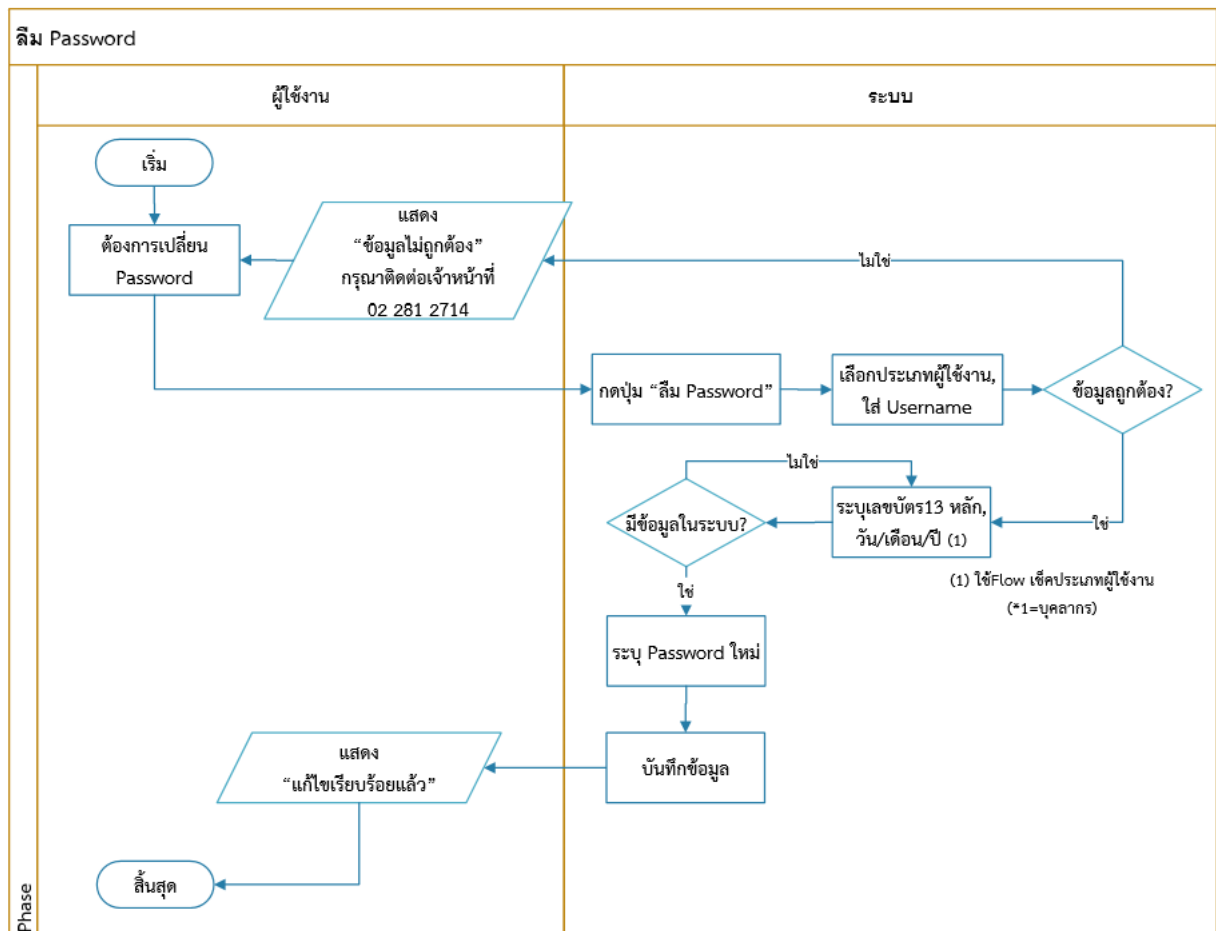 ลืม Password
ผู้ใช้งาน
ระบบ
เริ่ม
ต้องการเปลี่ยน
Password
แสดง
“ข้อมูลไม่ถูกต้อง”
กรุณาติดต่อเจ้าหน้าที่
02 281 2714
ไม่ใช่
กดปุ่ม “ลืม Password”
เลือกประเภทผู้ใช้งาน,
ใส่ Username
ข้อมูลถูกต้อง?
ไม่ใช่
มีข้อมูลในระบบ?
ระบุเลขบัตร13 หลัก,
วัน/เดือน/ปี (1)
ใช่
(1) ใช้Flow เช็คประเภทผู้ใช้งาน
(*1=บุคลากร)
ใช่
ระบุ Password ใหม่
แสดง
“แก้ไขเรียบร้อยแล้ว”
บันทึกข้อมูล
สิ้นสุด
Phase